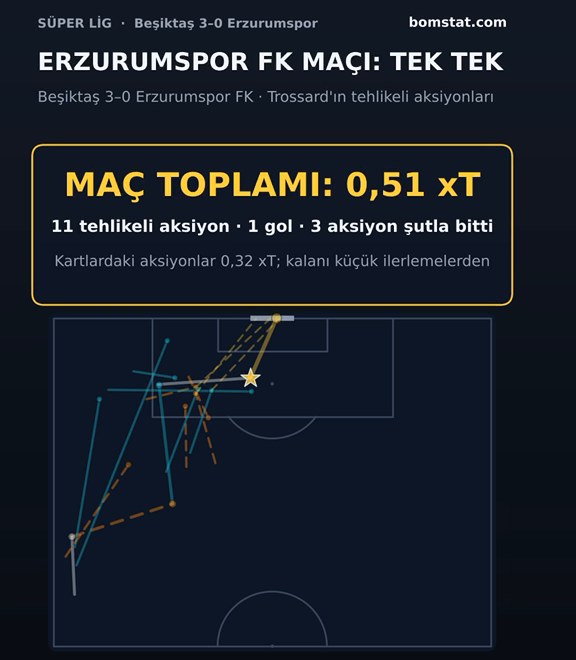 SÜPER LİG · Beşiktaş 3–0 Erzurumspor
bomstat.com
ERZURUMSPOR FK MAÇI: TEK TEK
Beşiktaş 3–0 Erzurumspor FK · Trossard'ın tehlikeli aksiyonları
MAÇ TOPLAMI: 0,51 xT
11 tehlikeli aksiyon · 1 gol · 3 aksiyon şutla bitti
Kartlardaki aksiyonlar 0,32 xT; kalanı küçük ilerlemelerden